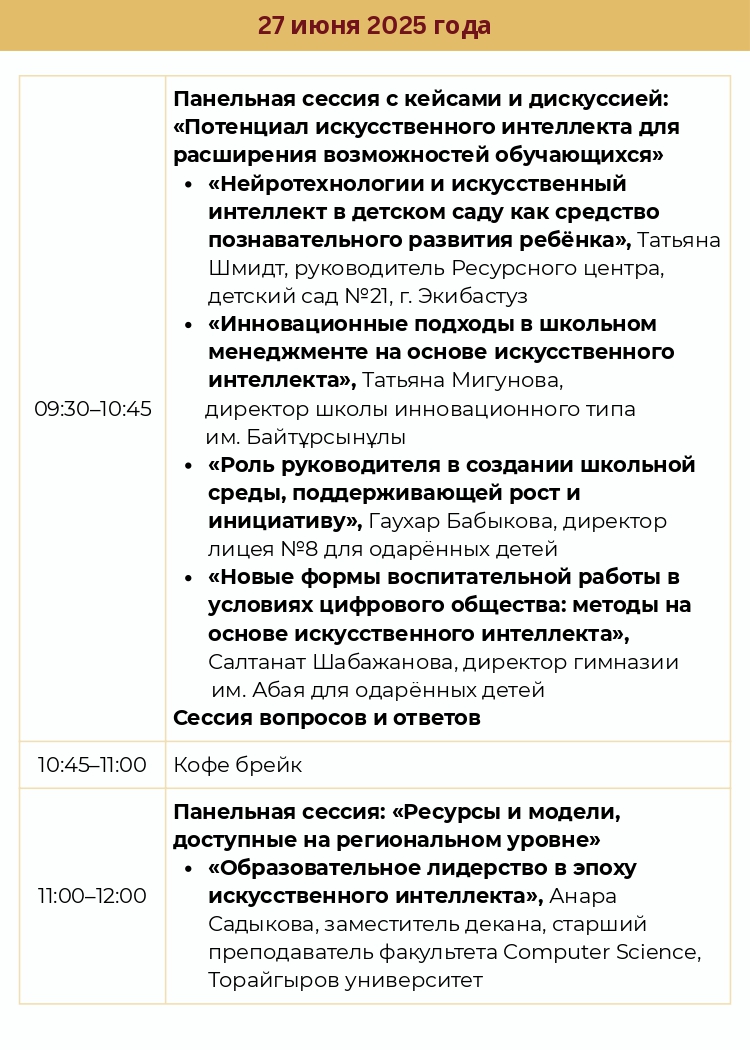 27 июня 2025 года
09:30–10:45
Панельная сессия с кейсами и дискуссией:
«Потенциал искусственного интеллекта для
расширения возможностей обучающихся»
• «Нейротехнологии и искусственный
интеллект в детском саду как средство
познавательного развития ребёнка», Татьяна
Шмидт, руководитель Ресурсного центра,
детский сад №21, г. Экибастуз
• «Инновационные подходы в школьном
менеджменте на основе искусственного
интеллекта», Татьяна Мигунова,
директор школы инновационного типа
им. Байтұрсынұлы
• «Роль руководителя в создании школьной
среды, поддерживающей рост и
инициативу», Гаухар Бабыкова, директор
лицея №8 для одарённых детей
• «Новые формы воспитательной работы в
условиях цифрового общества: методы на
основе искусственного интеллекта»,
Салтанат Шабажанова, директор гимназии
им. Абая для одарённых детей
Сессия вопросов и ответов
10:45–11:00
Кофе брейк
11:00–12:00
Панельная сессия: «Ресурсы и модели,
доступные на региональном уровне»
• «Образовательное лидерство в эпоху
искусственного интеллекта», Анара
Садыкова, заместитель декана, старший
преподаватель факультета Computer Science,
Торайгыров университет